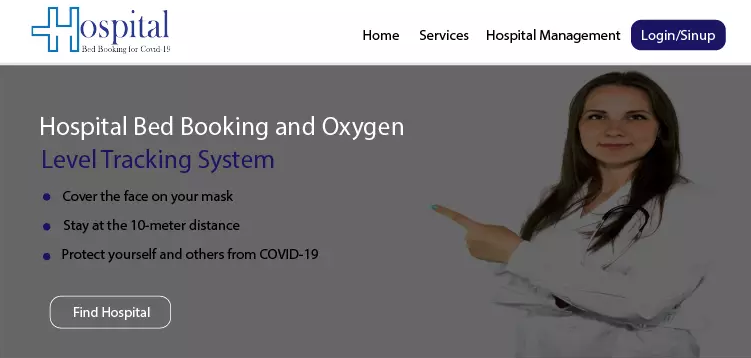 Hospital
Bed Booking for Covid-19
Home Services Hospital Management Login/Sinup
Hospital Bed Booking and Oxygen
Level Tracking System
Cover the face on your mask
Stay at the 10-meter distance
Protect yourself and others from COVID-19
Find Hospital